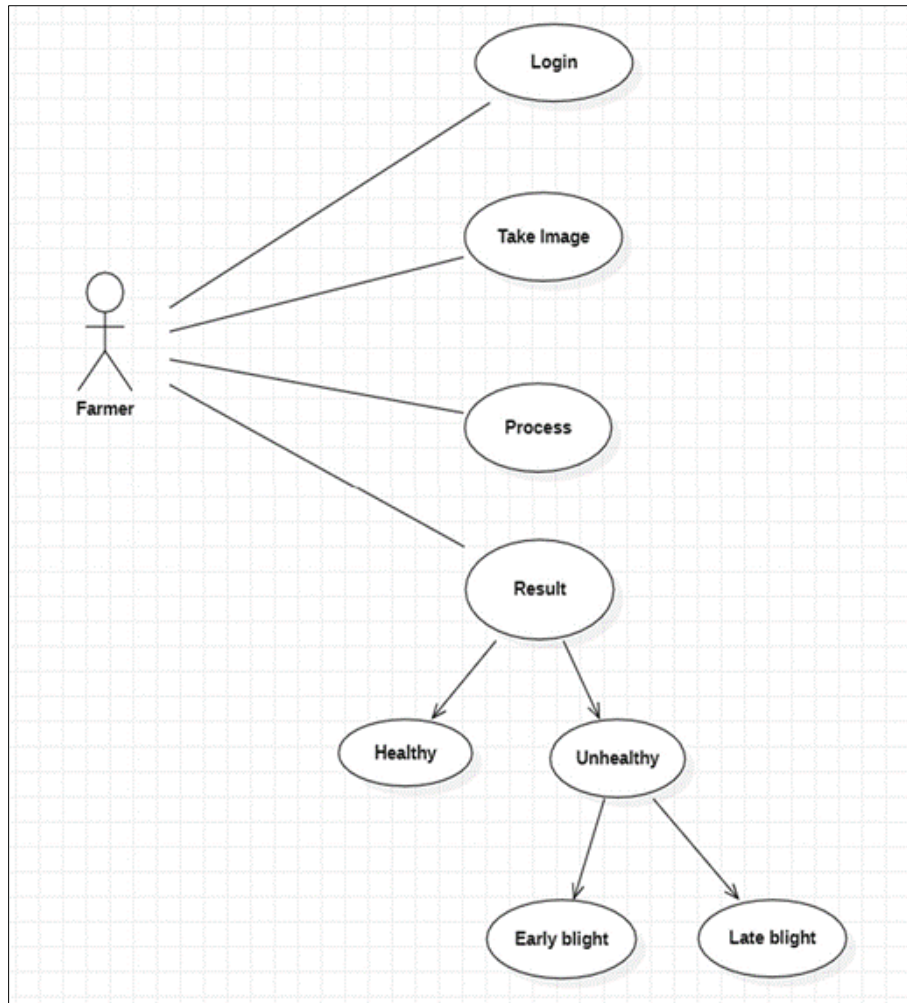 Login
Take Image
Farmer
Process
Result
Healthy
Unhealthy
Early blight
Late blight